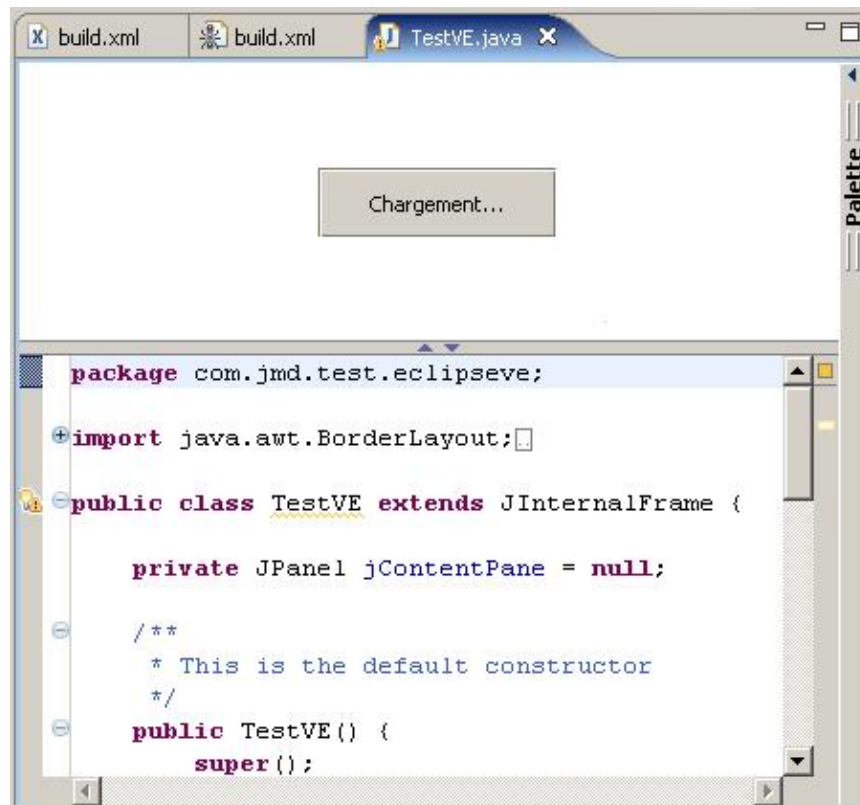 build.xml build.xml TestVE.java
Palette
Chargement...
package com.jmd.test.eclipseve;
import java.awt.BorderLayout;
public class TestVE extends JInternalFrame {
private JPanel jContentPane = null;
/**
* This is the default constructor
*/
public TestVE() {
super();